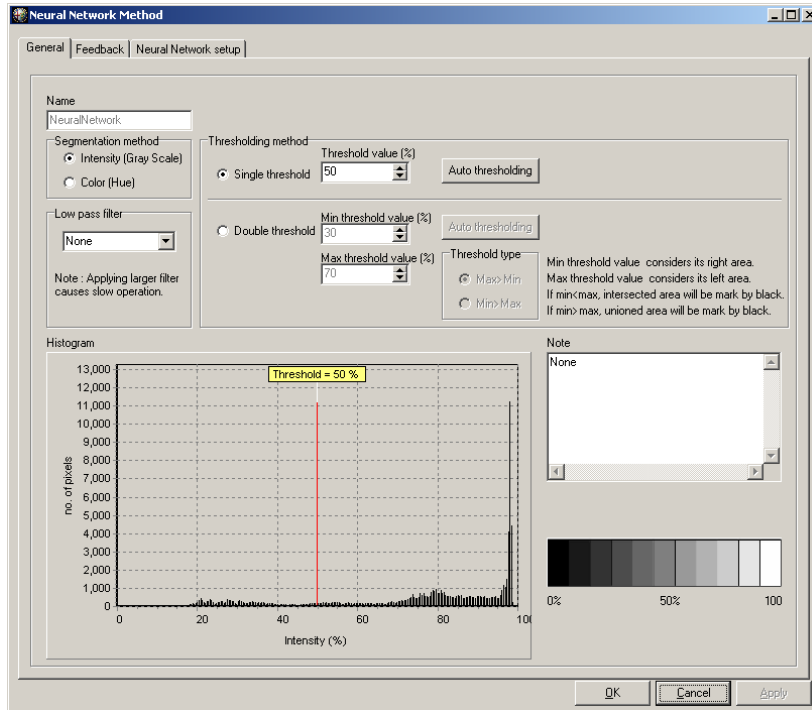 Neural Network Method
General
Feedback
Neural Network setup
Name
NeuralNetwork
Segmentation method
Intensity (Gray Scale)
Color (Hue)
Low pass filter
None
Note : Applying larger filter
causes slow operation.
Thresholding method
Single threshold
Threshold value (%)
50
Auto thresholding
Double threshold
Min threshold value (%)
30
Auto thresholding
Max threshold value (%)
70
Threshold type
Max>Min
Min>Max
Min threshold value considers its right area.
Max threshold value considers its left area.
If min<max, intersected area will be mark by black.
If min>max, unioned area will be mark by black.
Histogram
Threshold = 50 %
13,000
12,000
11,000
10,000
9,000
8,000
7,000
6,000
5,000
4,000
3,000
2,000
1,000
0
no. of pixels
0 20 40 60 80 100
Intensity (%)
Note
None
0% 50% 100
OK
Cancel
Apply